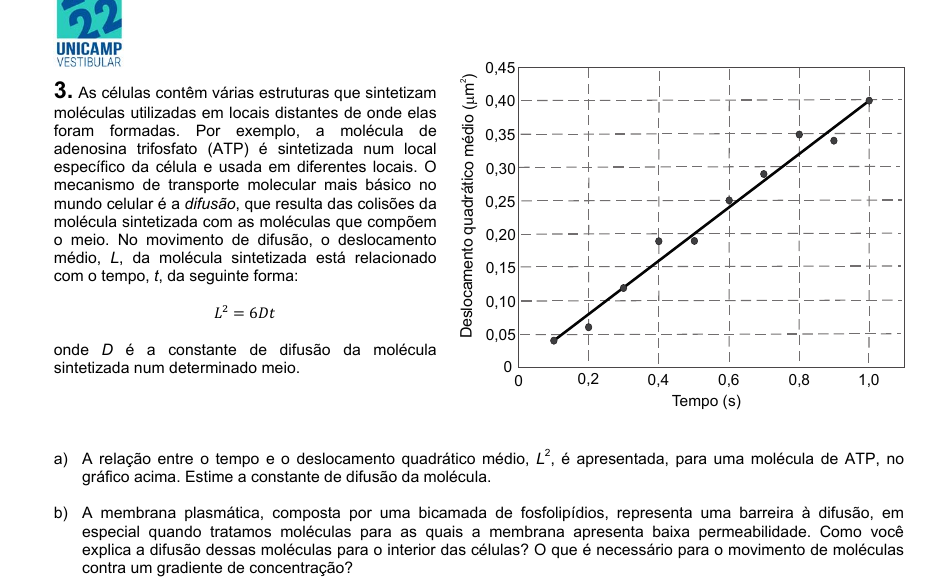 22
UNICAMP
VESTIBULAR
3. As células contêm várias estruturas que sintetizam
moléculas utilizadas em locais distantes de onde elas
foram formadas. Por exemplo, a molécula de
adenosina trifosfato (ATP) é sintetizada num local
específico da célula e usada em diferentes locais. O
mecanismo de transporte molecular mais básico no
mundo celular é a difusão, que resulta das colisões da
molécula sintetizada com as moléculas que compõem
o meio. No movimento de difusão, o deslocamento
médio, L, da molécula sintetizada está relacionado
com o tempo, t, da seguinte forma:
L² = 6Dt
onde D é a constante de difusão da molécula
sintetizada num determinado meio.
Deslocamento quadrático médio (μm²)
0,45
0,40
0,35
0,30
0,25
0,20
0,15
0,10
0,05
0
0 0,2 0,4 0,6 0,8 1,0
Tempo (s)
a) A relação entre o tempo e o deslocamento quadrático médio, L², é apresentada, para uma molécula de ATP, no
gráfico acima. Estime a constante de difusão da molécula.
b) A membrana plasmática, composta por uma bicamada de fosfolipídios, representa uma barreira à difusão, em
especial quando tratamos moléculas para as quais a membrana apresenta baixa permeabilidade. Como você
explica a difusão dessas moléculas para o interior das células? O que é necessário para o movimento de moléculas
contra um gradiente de concentração?